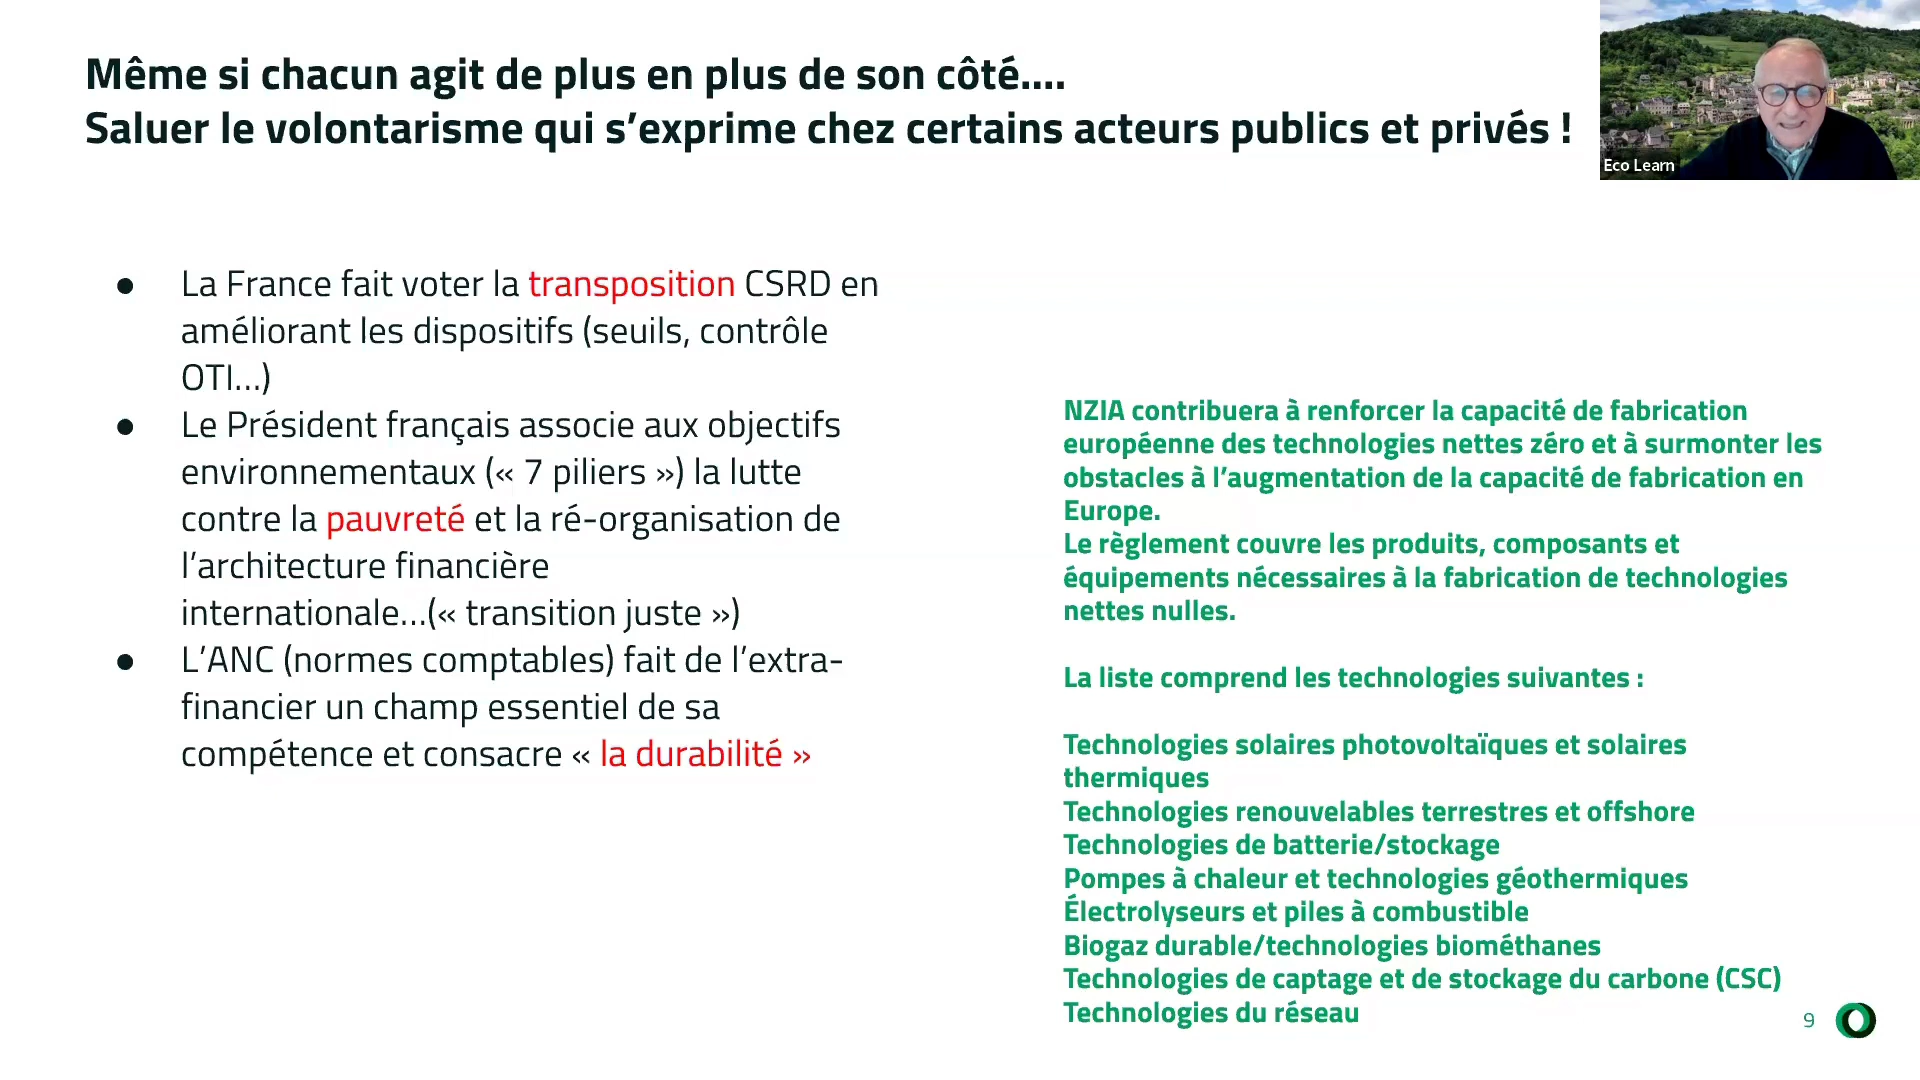 Même si chacun agit de plus en plus de son côté....
Saluer le volontarisme qui s’exprime chez certains acteurs publics et privés !
Eco Learn
● La France fait voter la transposition CSRD en
améliorant les dispositifs (seuils, contrôle
OTI...)
● Le Président français associe aux objectifs
environnementaux (« 7 piliers ») la lutte
contre la pauvreté et la ré-organisation de
l’architecture financière
internationale...(« transition juste »)
● L’ANC (normes comptables) fait de l’extra-
financier un champ essentiel de sa
compétence et consacre « la durabilité »
NZIA contribuera à renforcer la capacité de fabrication
européenne des technologies nettes zéro et à surmonter les
obstacles à l’augmentation de la capacité de fabrication en
Europe.
Le règlement couvre les produits, composants et
équipements nécessaires à la fabrication de technologies
nettes nulles.
La liste comprend les technologies suivantes :
Technologies solaires photovoltaïques et solaires
thermiques
Technologies renouvelables terrestres et offshore
Technologies de batterie/stockage
Pompes à chaleur et technologies géothermiques
Électrolyseurs et piles à combustible
Biogaz durable/technologies biométhanes
Technologies de captage et de stockage du carbone (CSC)
Technologies du réseau
9